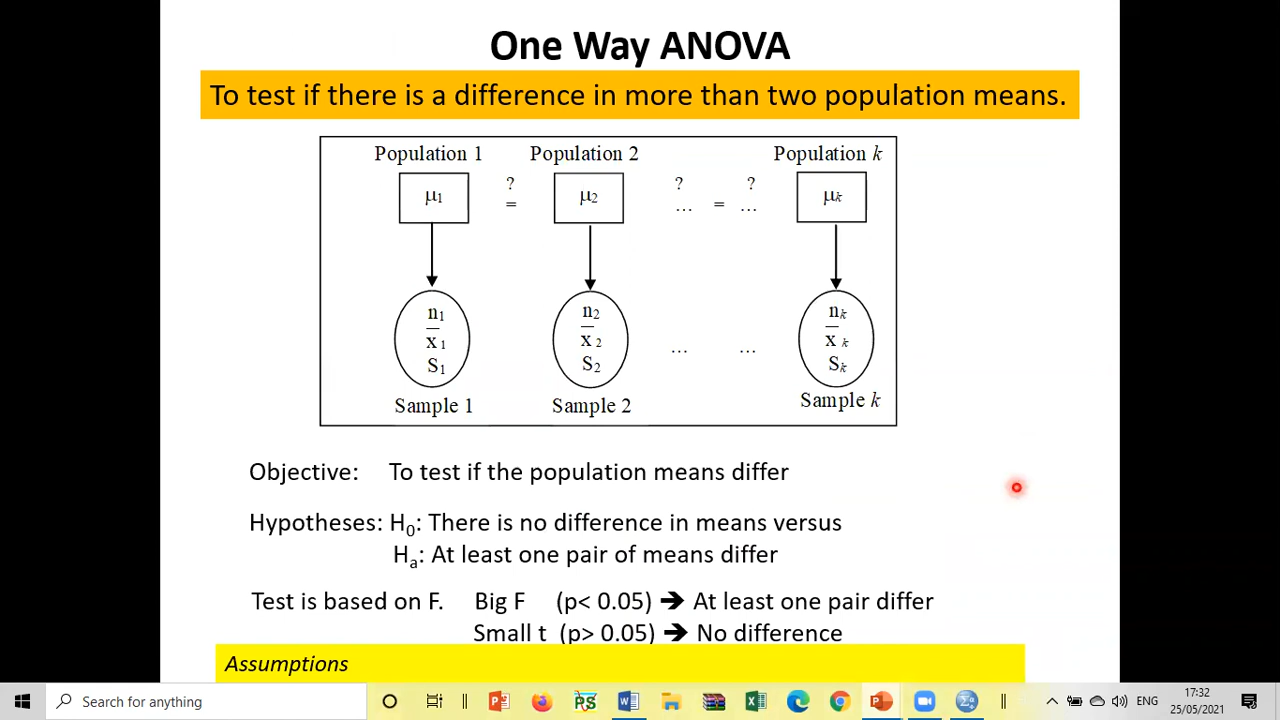 One Way ANOVA
To test if there is a difference in more than two population means.
Population 1 Population 2 Population k
? ? ?
μ1 = μ2 … = … μk
n1 n2 nk
x̄ 1 x̄ 2 … … x̄ k
S1 S2 Sk
Sample 1 Sample 2 Sample k
Objective: To test if the population means differ
Hypotheses: H0: There is no difference in means versus
Ha: At least one pair of means differ
Test is based on F. Big F (p< 0.05) ➔ At least one pair differ
Small t (p> 0.05) ➔ No difference
Assumptions
Search for anything
ENG
17:32
25/05/2021